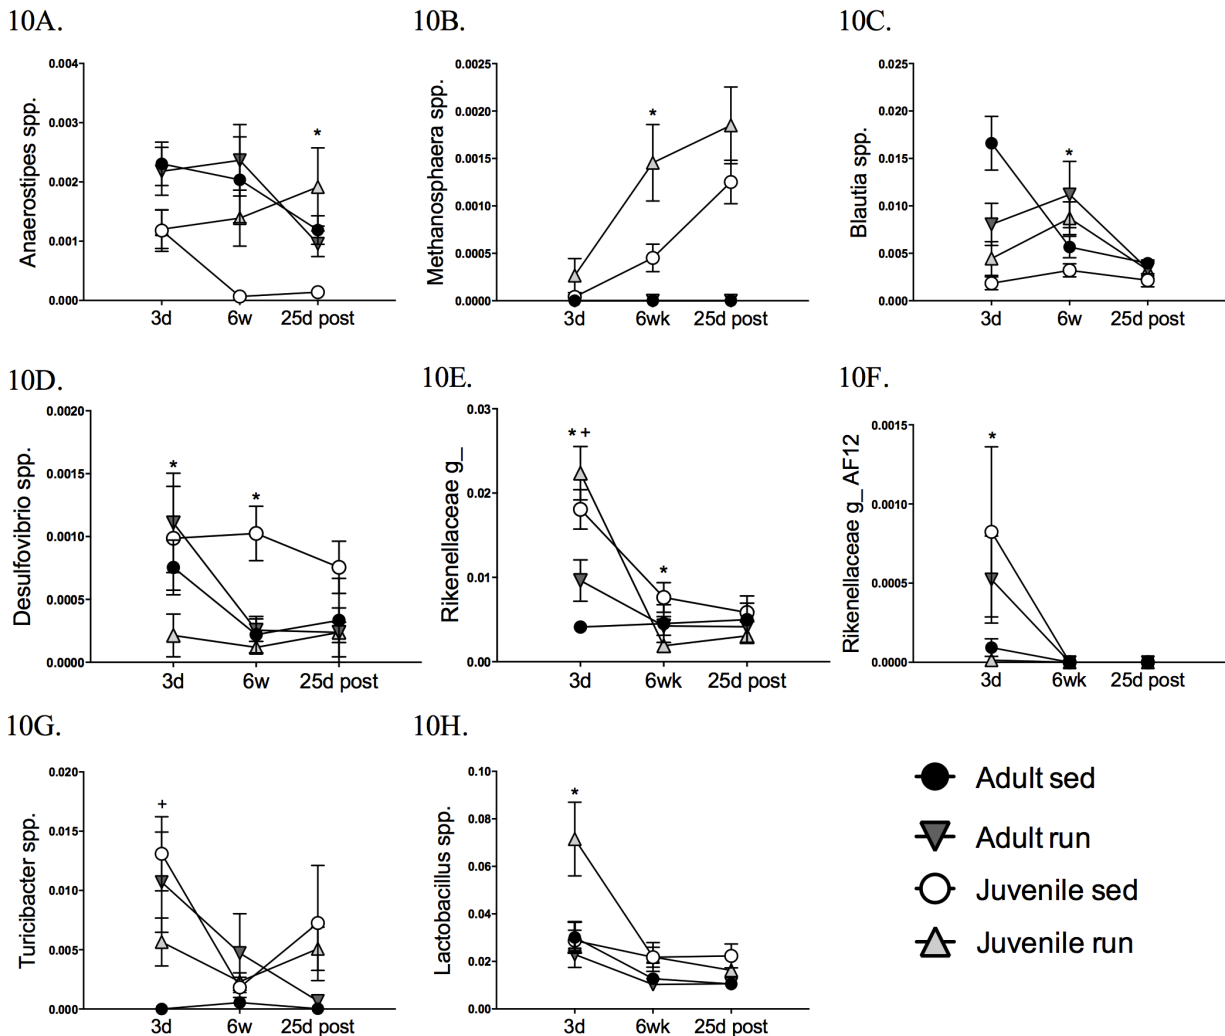 10A.
10B.
10C.
Anaerostipes spp.
0.004
0.003
0.002
0.001
0.000
*
3d
6w
25d post
Methanosphaera spp.
0.0025
0.0020
0.0015
0.0010
0.0005
0.0000
*
3d
6wk
25d post
Blautia spp.
0.025
0.020
0.015
0.010
0.005
0.000
*
3d
6w
25d post
10D.
10E.
10F.
Desulfovibrio spp.
0.0020
0.0015
0.0010
0.0005
0.0000
*
*
3d
6w
25d post
Rikenellaceae g_
0.03
0.02
0.01
0.00
* +
*
3d
6wk
25d post
Rikenellaceae g_AF12
0.0015
0.0010
0.0005
0.0000
*
3d
6wk
25d post
10G.
10H.
Turicibacter spp.
0.020
0.015
0.010
0.005
0.000
+
3d
6w
25d post
Lactobacillus spp.
0.10
0.08
0.06
0.04
0.02
0.00
*
3d
6wk
25d post
Adult sed
Adult run
Juvenile sed
Juvenile run